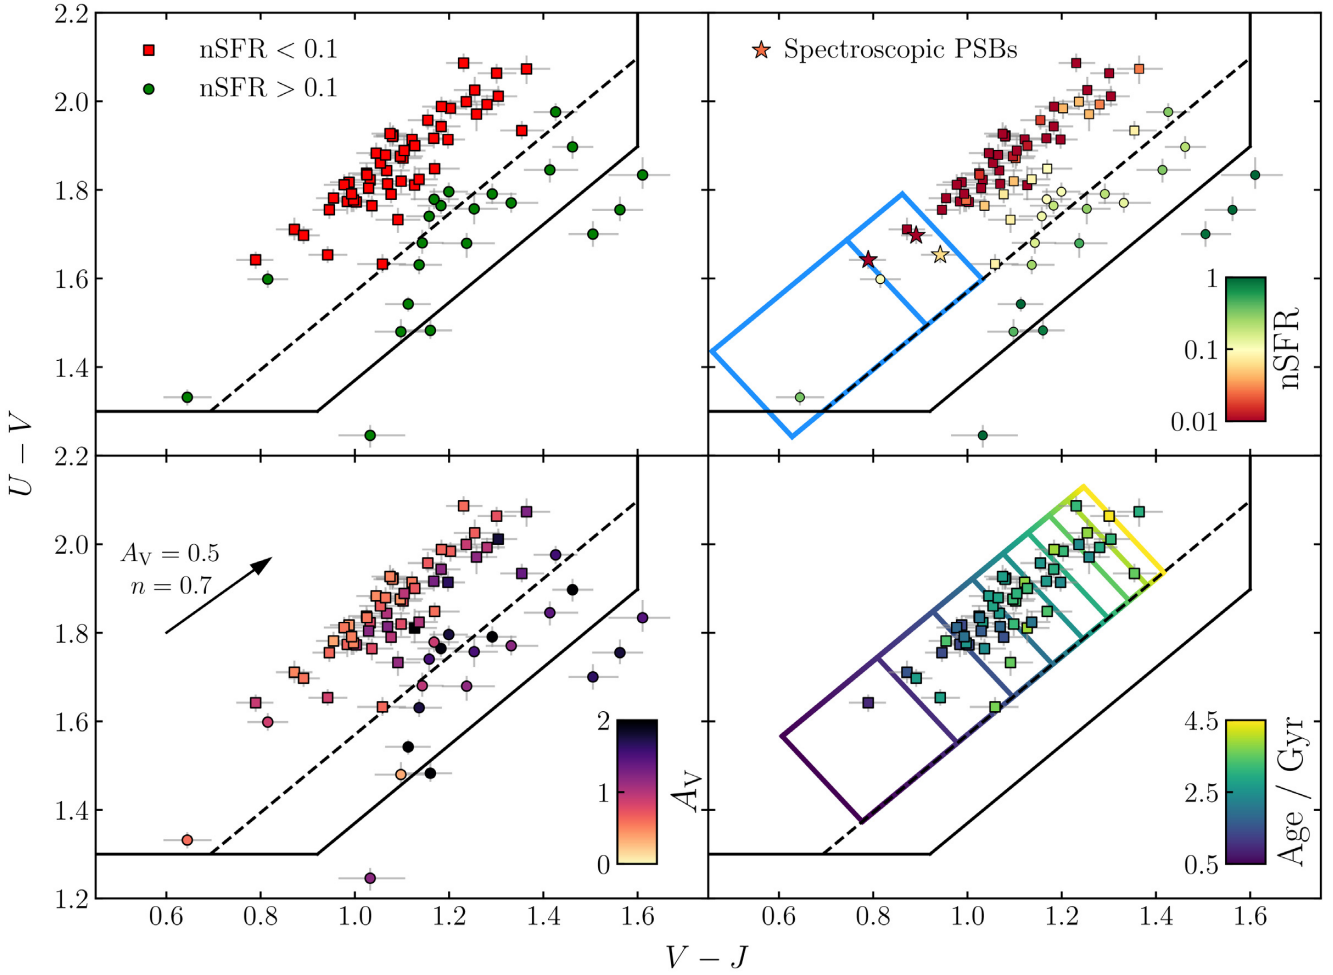 2.2
2.0
1.8
1.6
1.4
nSFR < 0.1
nSFR > 0.1
Spectroscopic PSBs
1
0.1
0.01
nSFR
U − V
2.2
2.0
1.8
1.6
1.4
1.2
A_V = 0.5
n = 0.7
2
1
0
A_V
4.5
2.5
0.5
Age / Gyr
0.6 0.8 1.0 1.2 1.4 1.6
0.6 0.8 1.0 1.2 1.4 1.6
V − J